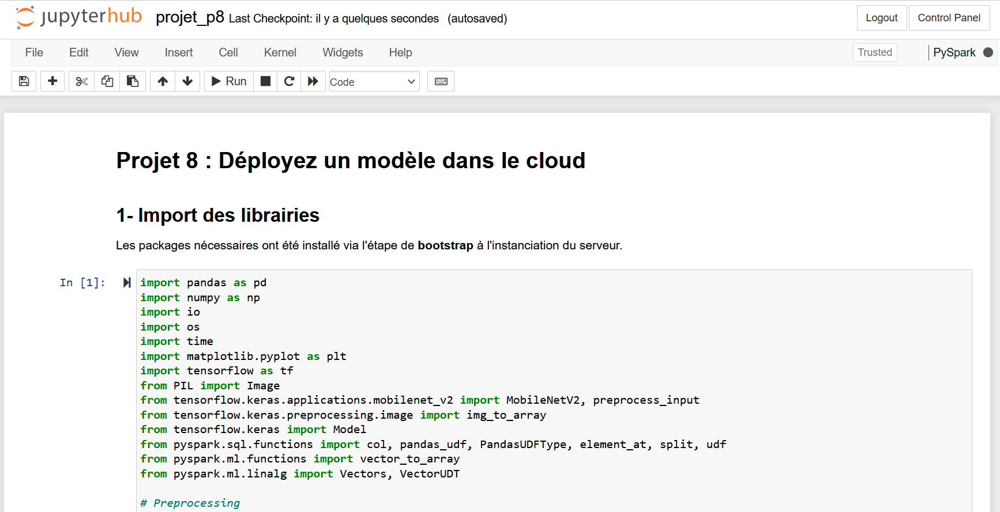 jupyterhub projet_p8 Last Checkpoint: il y a quelques secondes (autosaved) Logout Control Panel
File Edit View Insert Cell Kernel Widgets Help Trusted PySpark
Run Code
Projet 8 : Déployez un modèle dans le cloud
1- Import des librairies
Les packages nécessaires ont été installé via l'étape de bootstrap à l'instanciation du serveur.
In [1]: import pandas as pd
import numpy as np
import io
import os
import time
import matplotlib.pyplot as plt
import tensorflow as tf
from PIL import Image
from tensorflow.keras.applications.mobilenet_v2 import MobileNetV2, preprocess_input
from tensorflow.keras.preprocessing.image import img_to_array
from tensorflow.keras import Model
from pyspark.sql.functions import col, pandas_udf, PandasUDFType, element_at, split, udf
from pyspark.ml.functions import vector_to_array
from pyspark.ml.linalg import Vectors, VectorUDT
# Preprocessing